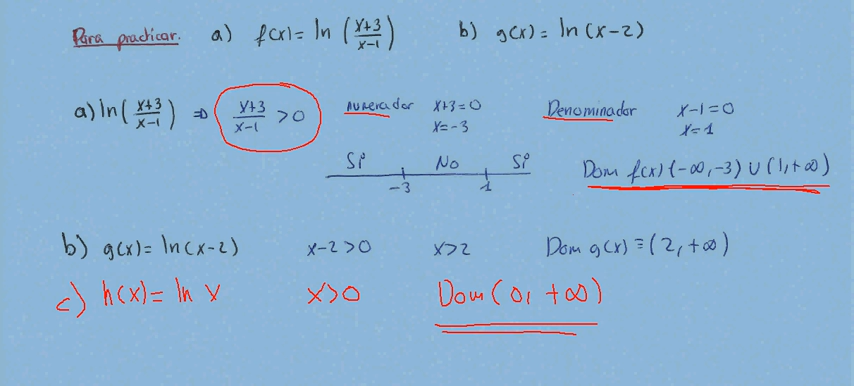 Para practicar. a) f(x) = ln (x+3/x-1) b) g(x) = ln(x-2)
a) ln(x+3/x-1) ⇒ x+3/x-1 > 0 numerador x+3=0 Denominador x-1=0
x=-3 x=1
Sí No Sí Dom f(x) (-∞,-3) ∪ (1,+∞)
-3 1
b) g(x) = ln(x-2) x-2>0 x>2 Dom g(x) ≡ (2,+∞)
c) h(x) = ln x x>0 Dom (0, +∞)